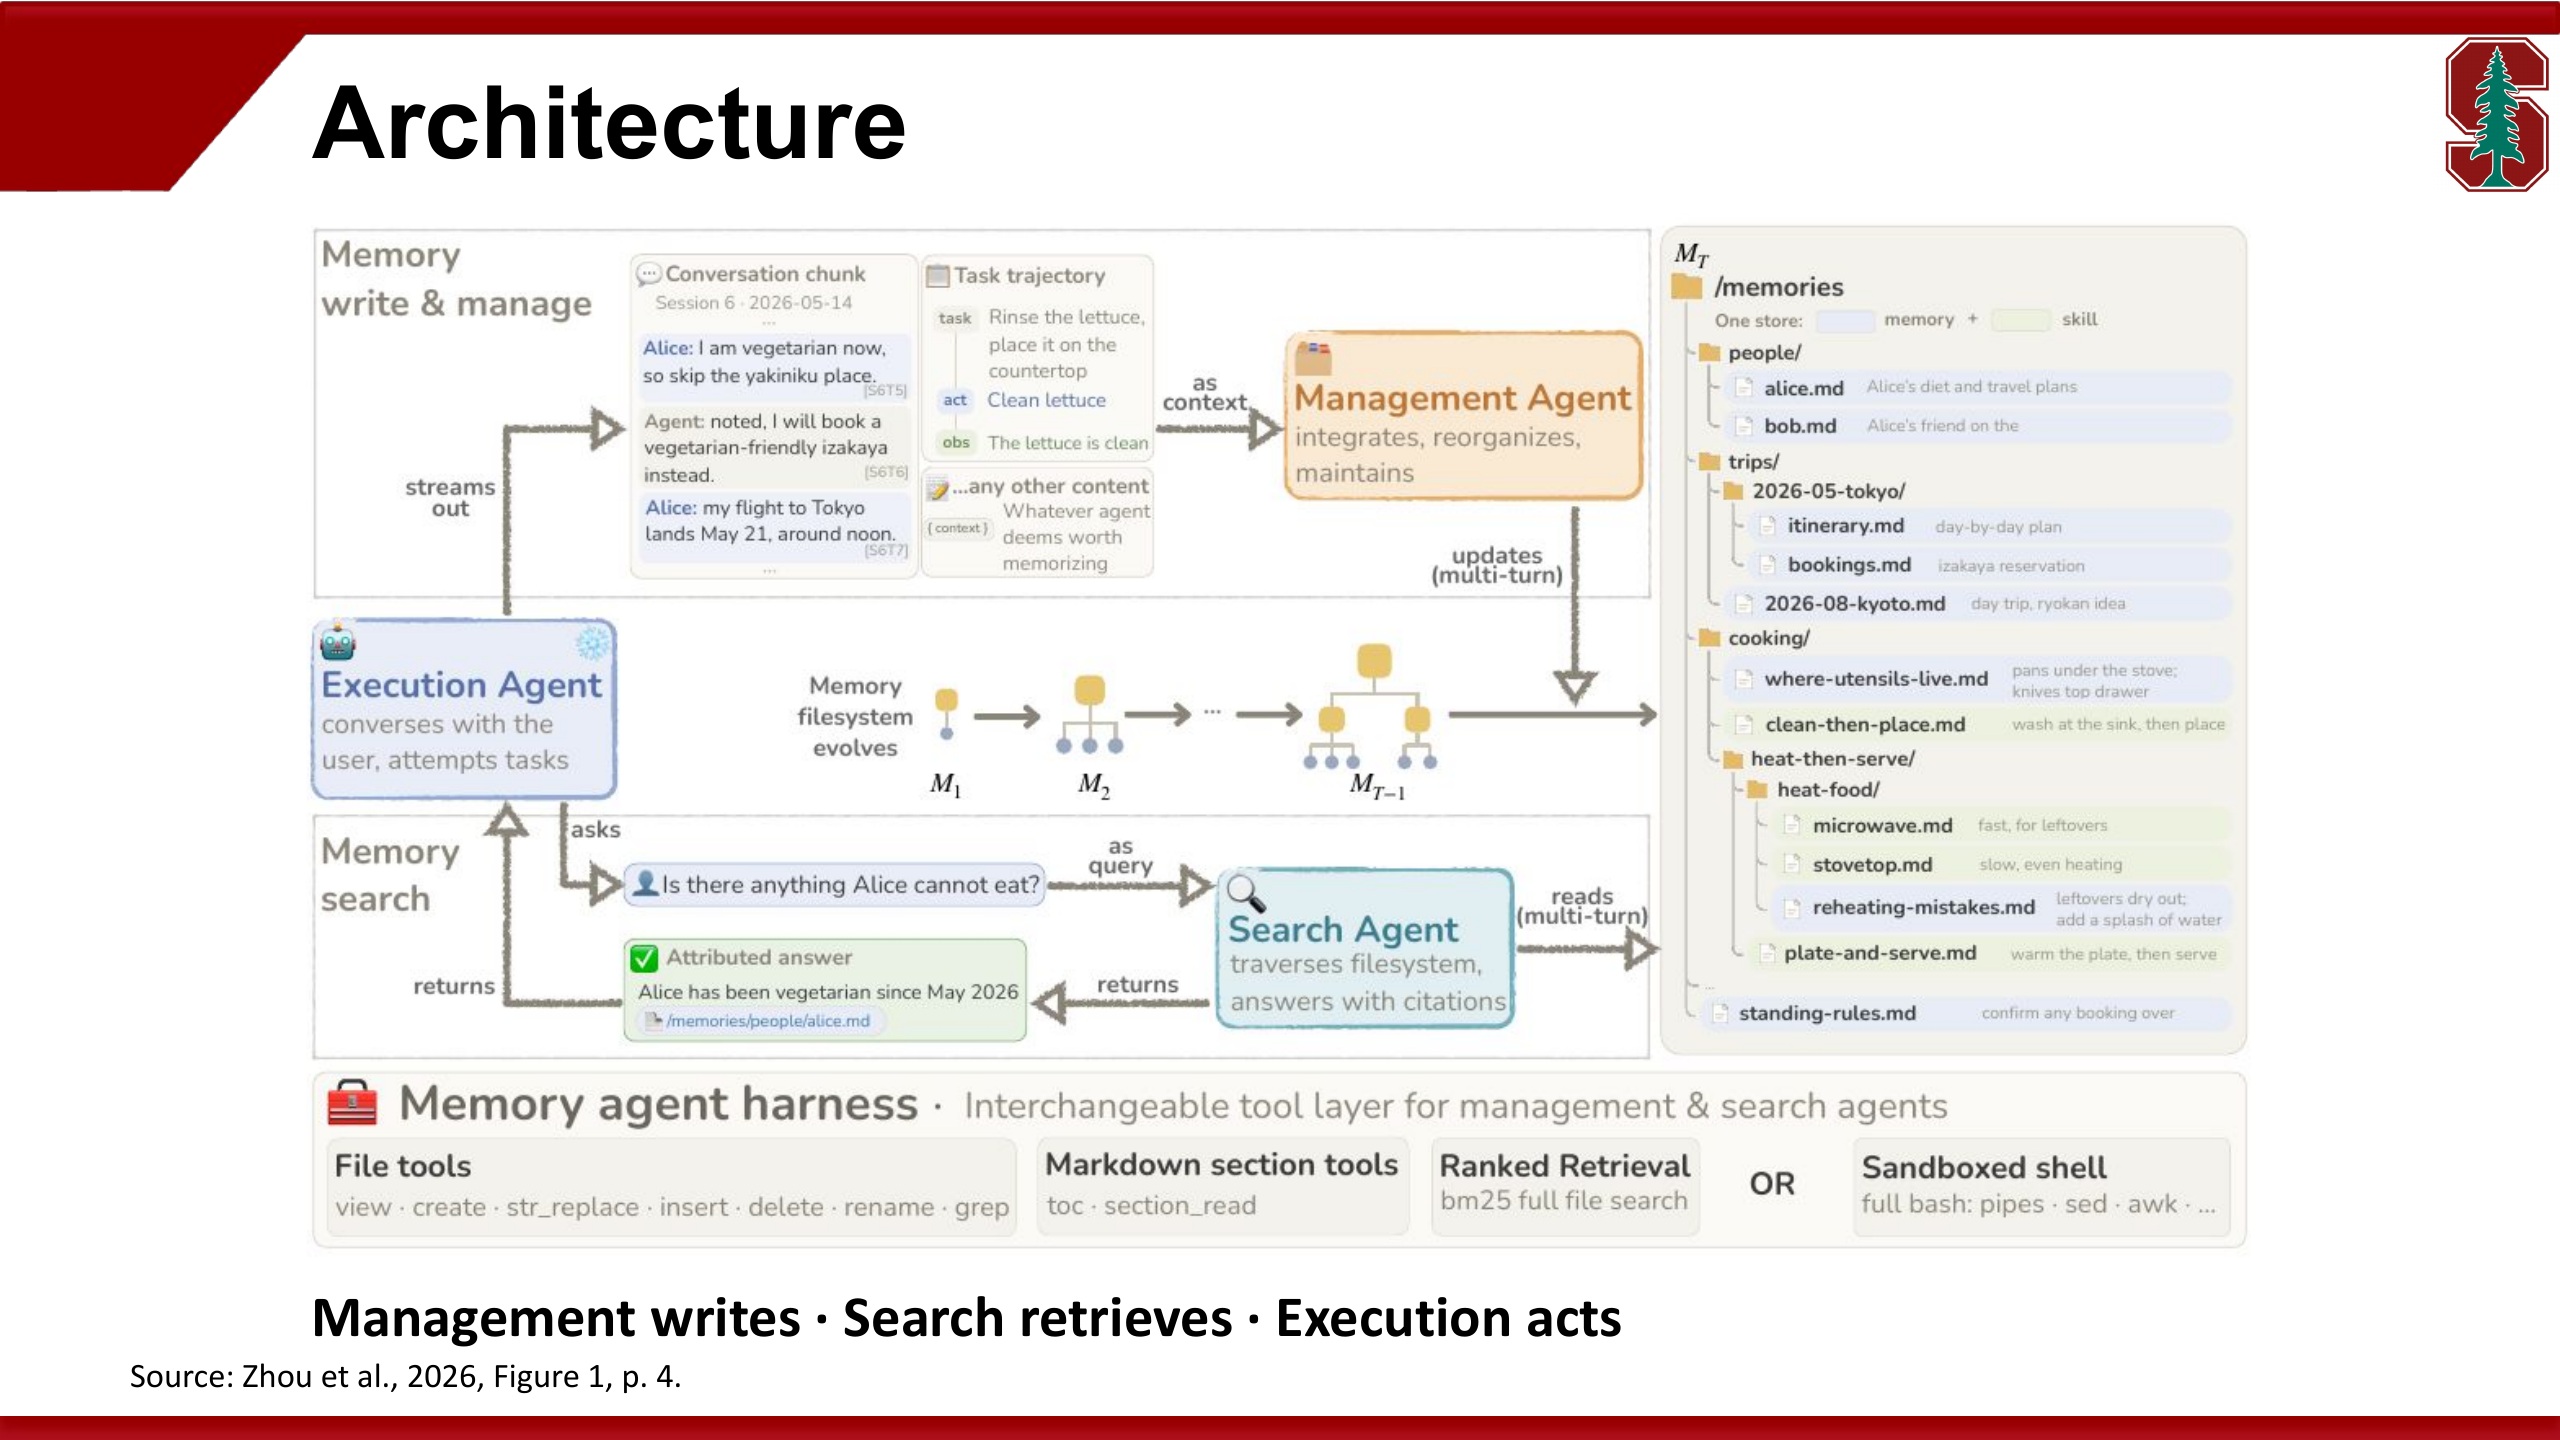 Architecture
Memory
write & manage
Conversation chunk
Session 6 · 2026-05-14
...
Alice: I am vegetarian now,
so skip the yakiniku place.
[S6T5]
Agent: noted, I will book a
vegetarian-friendly izakaya
instead.
[S6T6]
Alice: my flight to Tokyo
lands May 21, around noon.
[S6T7]
...
Task trajectory
task Rinse the lettuce,
place it on the
countertop
act Clean lettuce
obs The lettuce is clean
...any other content
{ context } Whatever agent
deems worth
memorizing
as
context
Management Agent
integrates, reorganizes,
maintains
streams
out
updates
(multi-turn)
Execution Agent
converses with the
user, attempts tasks
Memory
filesystem
evolves
...
M1
M2
MT−1
Memory
search
asks
Is there anything Alice cannot eat?
as
query
Search Agent
traverses filesystem,
answers with citations
reads
(multi-turn)
returns
Attributed answer
Alice has been vegetarian since May 2026
/memories/people/alice.md
returns
MT
/memories
One store: memory + skill
people/
alice.md Alice's diet and travel plans
bob.md Alice's friend on the
trips/
2026-05-tokyo/
itinerary.md day-by-day plan
bookings.md izakaya reservation
2026-08-kyoto.md day trip, ryokan idea
cooking/
where-utensils-live.md pans under the stove;
knives top drawer
clean-then-place.md wash at the sink, then place
heat-then-serve/
heat-food/
microwave.md fast, for leftovers
stovetop.md slow, even heating
reheating-mistakes.md leftovers dry out;
add a splash of water
plate-and-serve.md warm the plate, then serve
...
standing-rules.md confirm any booking over
Memory agent harness · Interchangeable tool layer for management & search agents
File tools
view · create · str_replace · insert · delete · rename · grep
Markdown section tools
toc · section_read
Ranked Retrieval
bm25 full file search
OR
Sandboxed shell
full bash: pipes · sed · awk · ...
Management writes · Search retrieves · Execution acts
Source: Zhou et al., 2026, Figure 1, p. 4.